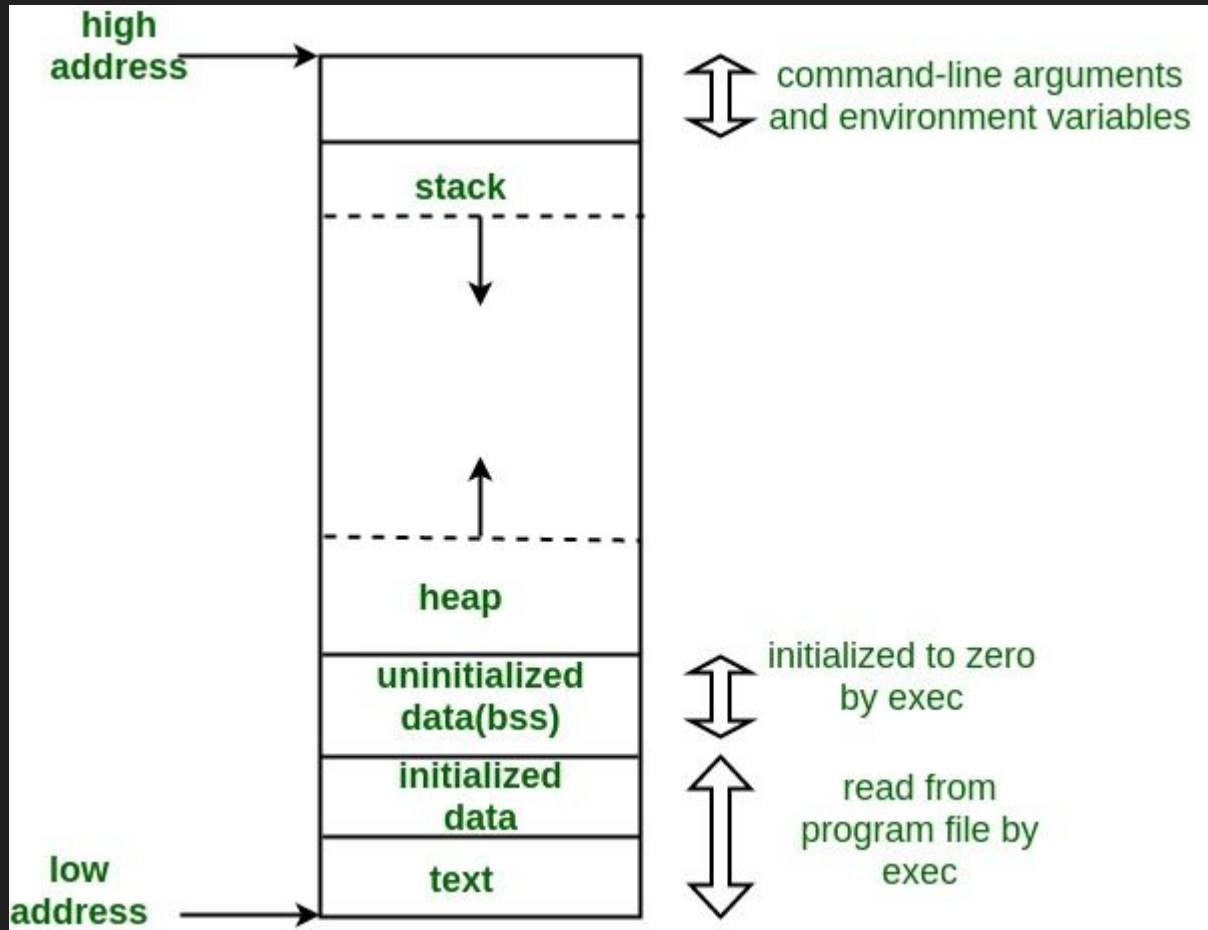 high
address
command-line arguments
and environment variables
stack
heap
uninitialized
data(bss)
initialized to zero
by exec
initialized
data
read from
program file by
exec
text
low
address